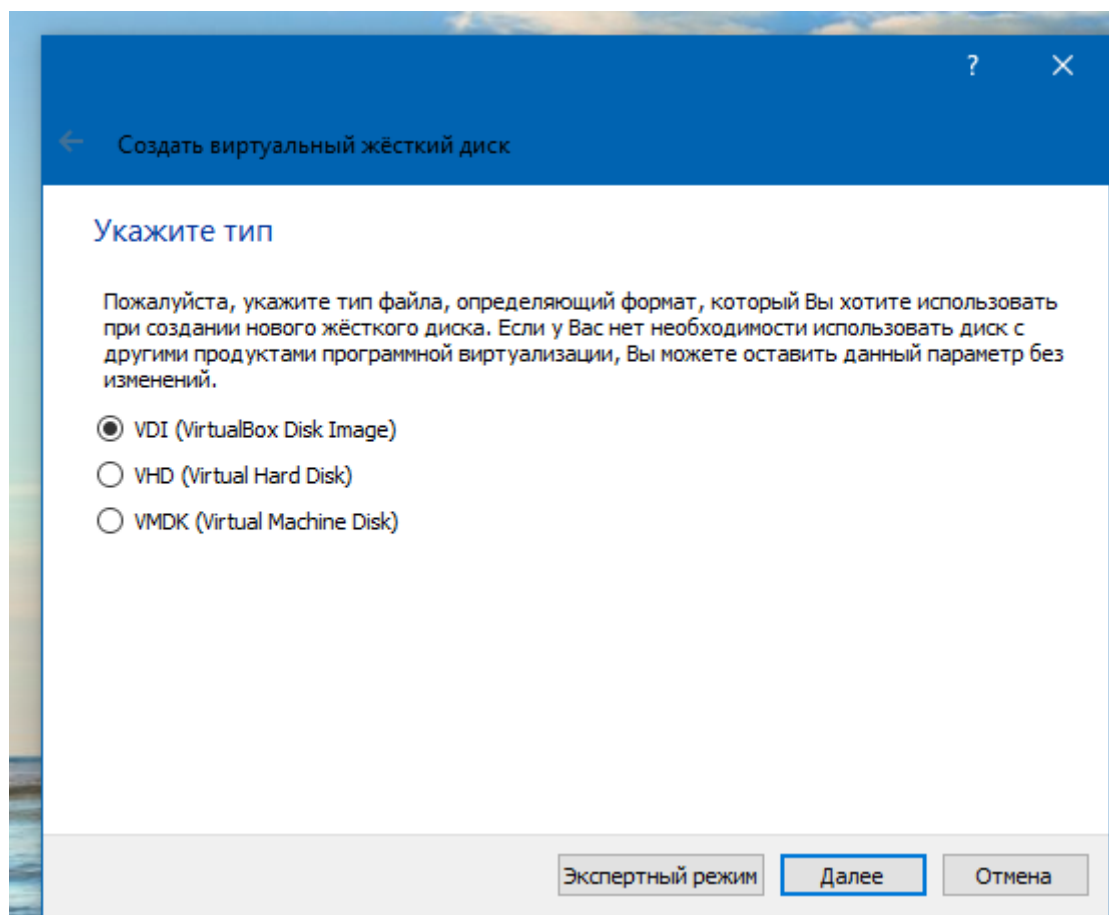 ?
Создать виртуальный жёсткий диск
Укажите тип
Пожалуйста, укажите тип файла, определяющий формат, который Вы хотите использовать
при создании нового жёсткого диска. Если у Вас нет необходимости использовать диск с
другими продуктами программной виртуализации, Вы можете оставить данный параметр без
изменений.
VDI (VirtualBox Disk Image)
VHD (Virtual Hard Disk)
VMDK (Virtual Machine Disk)
Экспертный режим Далее Отмена